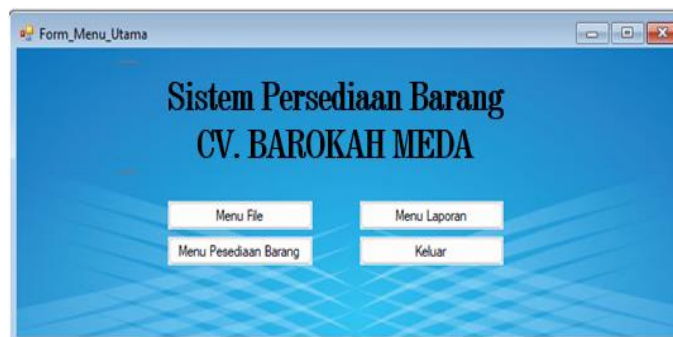 Form_Menu_Utama
Sistem Persediaan Barang
CV. BAROKAH MEDA
Menu File
Menu Laporan
Menu Pesediaan Barang
Keluar